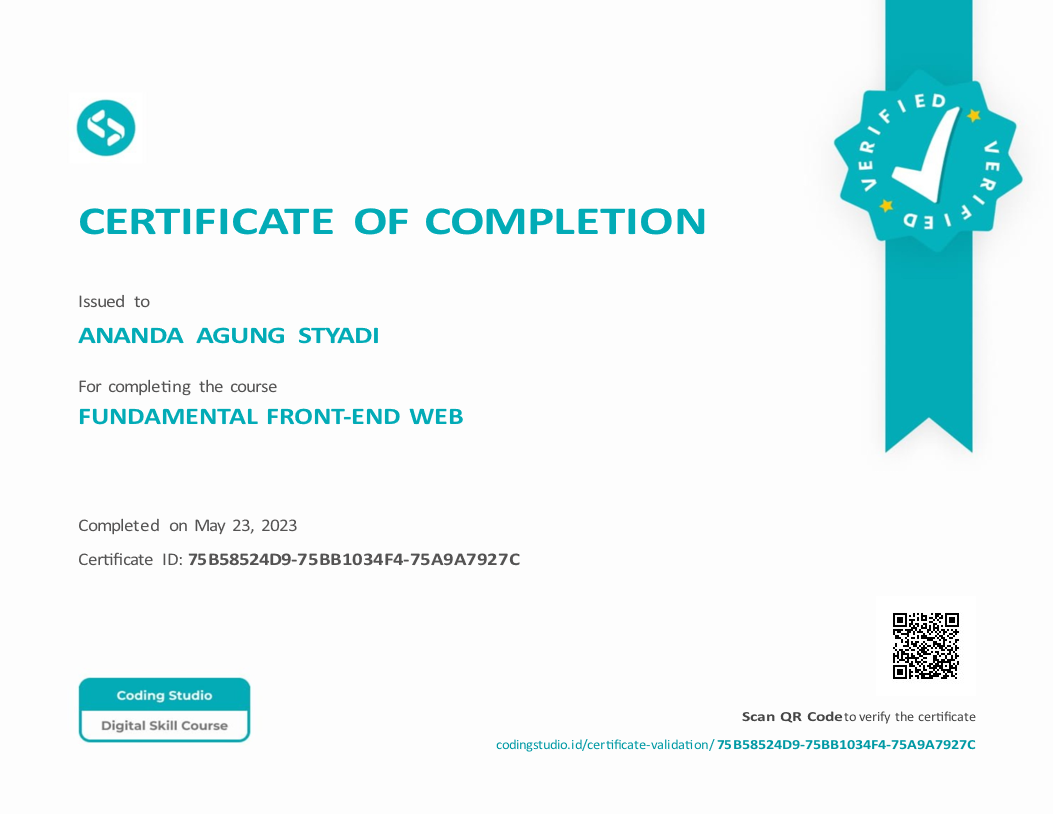 VERIFIED VERIFIED
CERTIFICATE OF COMPLETION
Issued to
ANANDA AGUNG STYADI
For completing the course
FUNDAMENTAL FRONT-END WEB
Completed on May 23, 2023
Certificate ID: 75B58524D9-75BB1034F4-75A9A7927C
Coding Studio
Digital Skill Course
Scan QR Code to verify the certificate
codingstudio.id/certificate-validation/75B58524D9-75BB1034F4-75A9A7927C